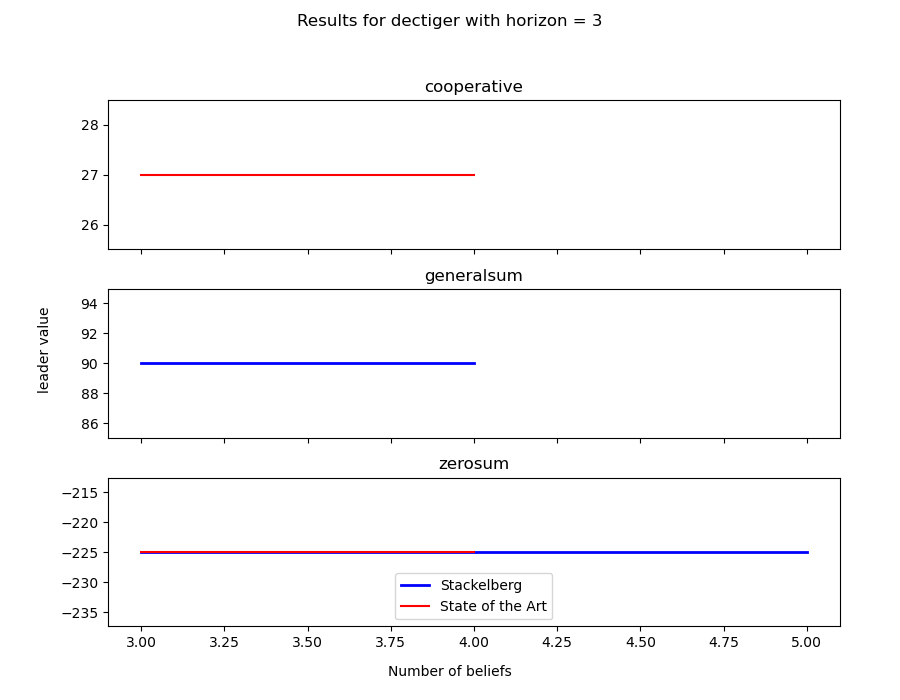 Results for dectiger with horizon = 3
cooperative
28
27
26
generalsum
94
92
90
88
86
leader value
zerosum
−215
−220
−225
−230
−235
Stackelberg
State of the Art
3.00 3.25 3.50 3.75 4.00 4.25 4.50 4.75 5.00
Number of beliefs